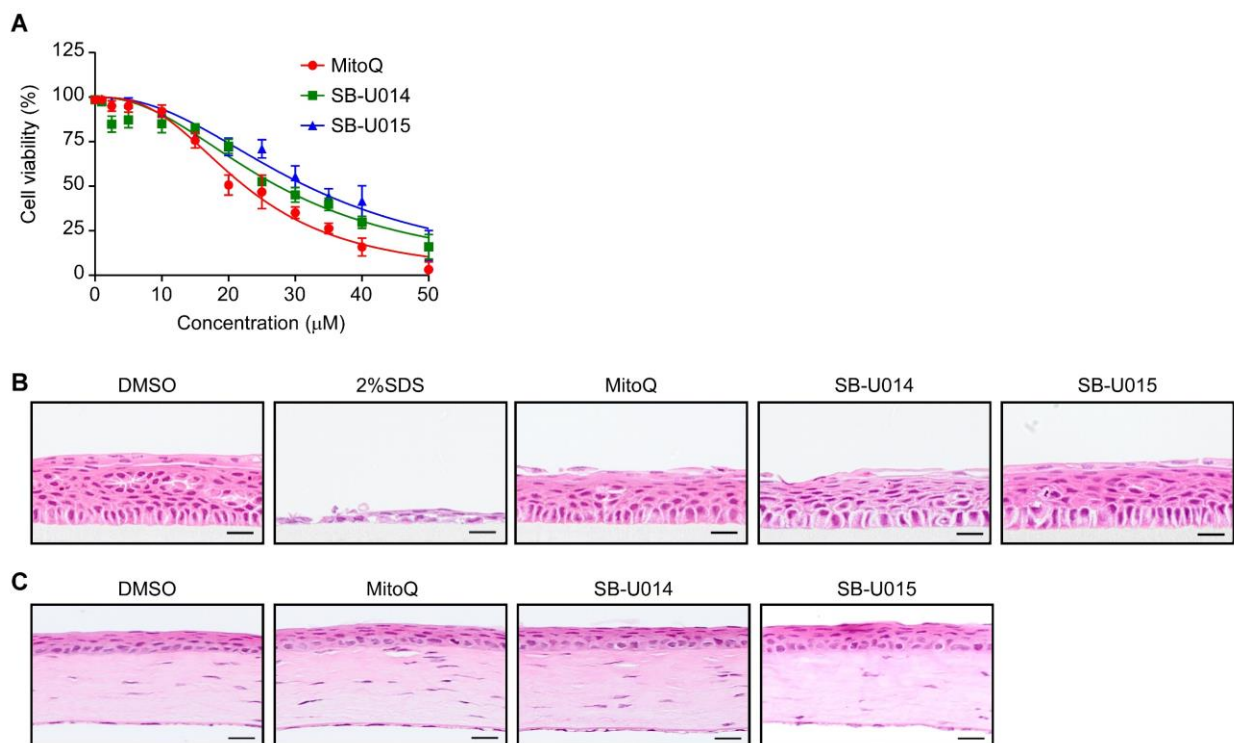 A
125
100
75
50
25
0
Cell viability (%)
MitoQ
SB-U014
SB-U015
0 10 20 30 40 50
Concentration (μM)
B
DMSO 2%SDS MitoQ SB-U014 SB-U015
C
DMSO MitoQ SB-U014 SB-U015